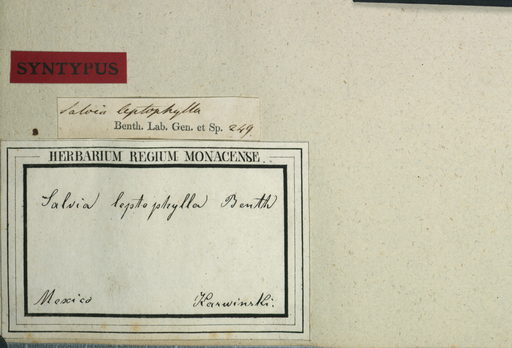 SYNTYPUS
Salvia leptophylla
Benth. Lab. Gen. et Sp. 249.
HERBARIUM REGIUM MONACENSE.
Salvia leptophylla Benth
Mexico Karwinski.